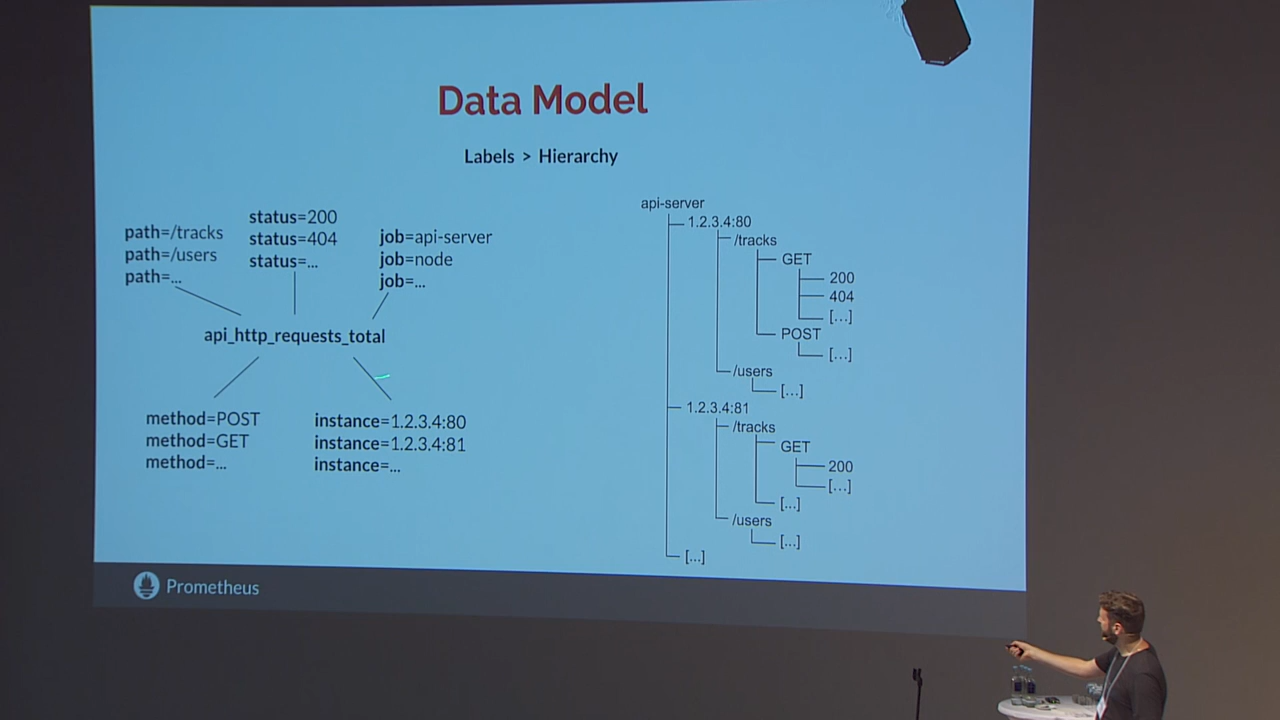 Data Model
Labels > Hierarchy
path=/tracks
path=/users
path=...
status=200
status=404
status=...
job=api-server
job=node
job=...
api_http_requests_total
method=POST
method=GET
method=...
instance=1.2.3.4:80
instance=1.2.3.4:81
instance=...
api-server
1.2.3.4:80
/tracks
GET
200
404
[...]
POST
[...]
/users
[...]
1.2.3.4:81
/tracks
GET
200
[...]
[...]
/users
[...]
[...]
Prometheus